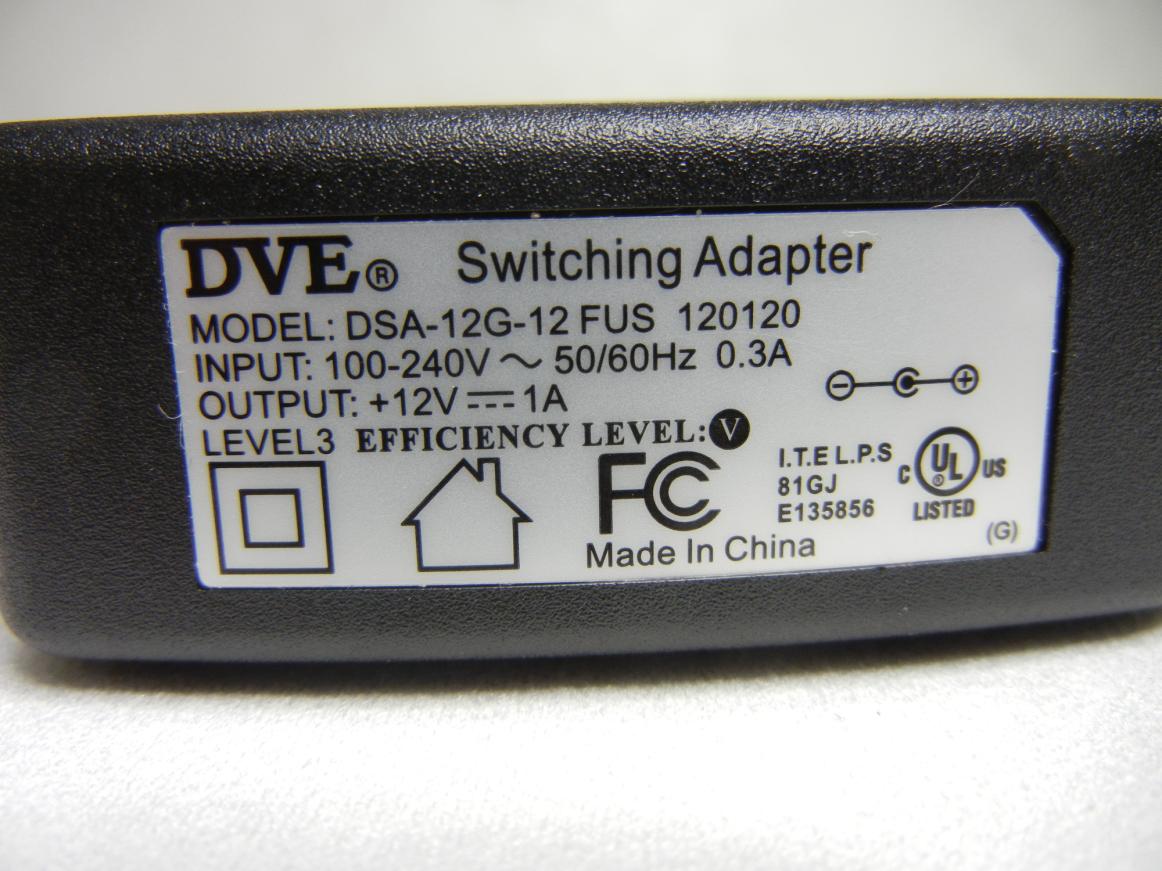 DVE® Switching Adapter
MODEL: DSA-12G-12 FUS 120120
INPUT: 100-240V ~ 50/60Hz 0.3A
OUTPUT: +12V ⎓ 1A
LEVEL3 EFFICIENCY LEVEL: V
FC
I.T.E L.P.S
81GJ
E135856
C UL® US
LISTED
Made In China
(G)